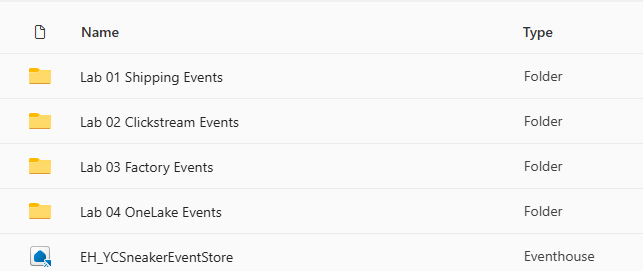 Name Type
Lab 01 Shipping Events Folder
Lab 02 Clickstream Events Folder
Lab 03 Factory Events Folder
Lab 04 OneLake Events Folder
EH_YCSneakerEventStore Eventhouse